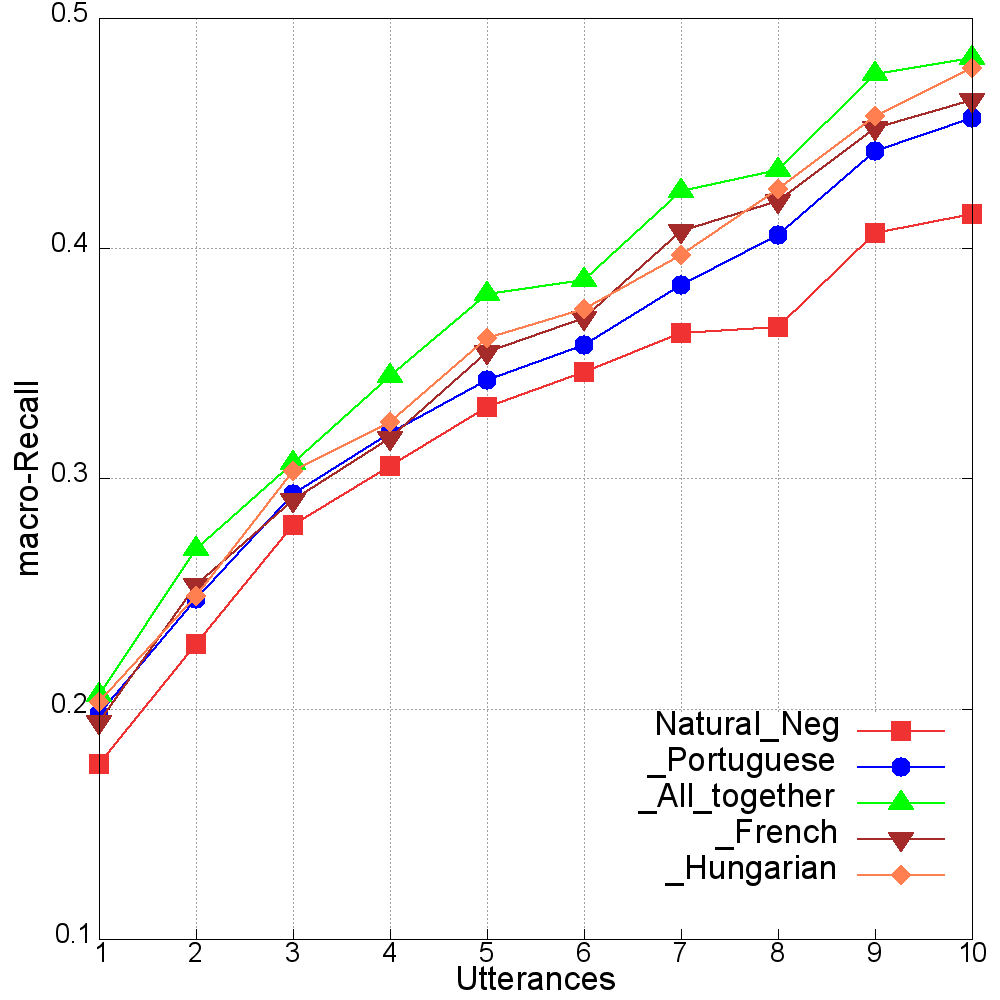 0.5
0.4
0.3
0.2
0.1
macro-Recall
Natural_Neg
_Portuguese
_All_together
_French
_Hungarian
1 2 3 4 5 6 7 8 9 10
Utterances